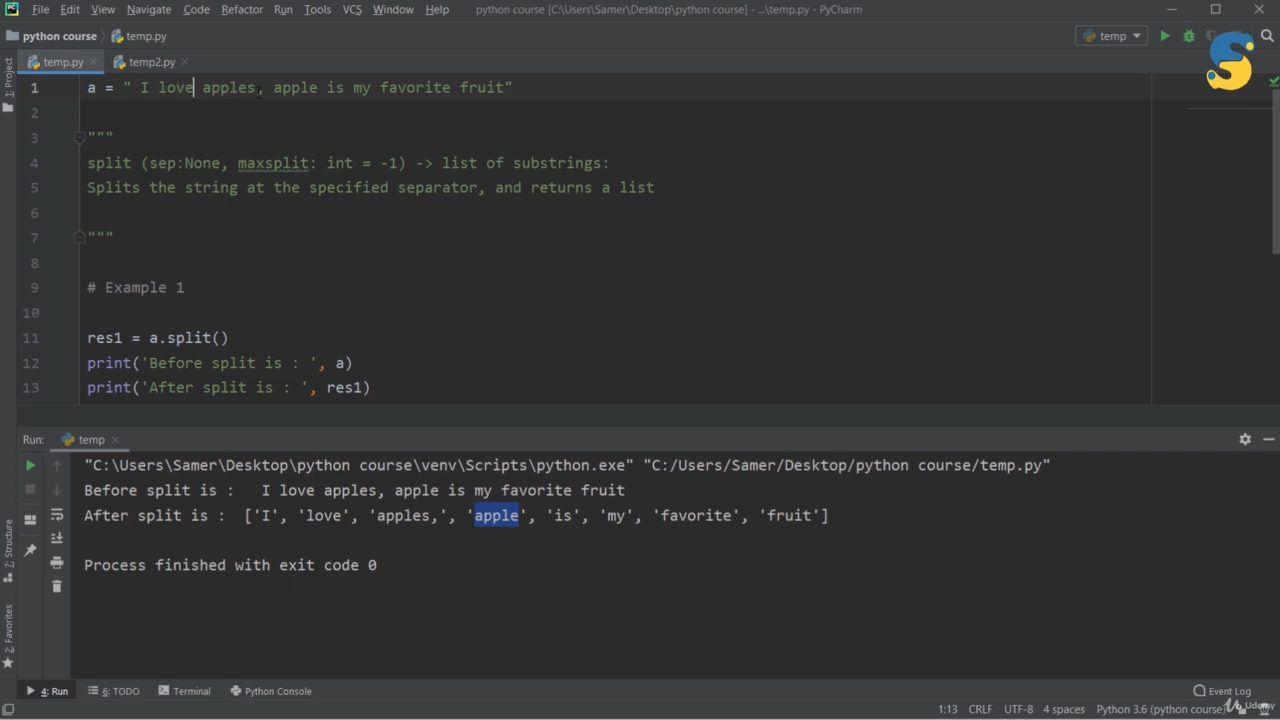 File Edit View Navigate Code Refactor Run Tools VCS Window Help python course [C:\Users\Samer\Desktop\python course] - ...\temp.py - PyCharm
python course temp.py temp
temp.py temp2.py
1: Project
1 a = " I love apples, apple is my favorite fruit"
2
3 """
4 split (sep:None, maxsplit: int = -1) -> list of substrings:
5 Splits the string at the specified separator, and returns a list
6
7 """
8
9 # Example 1
10
11 res1 = a.split()
12 print('Before split is : ', a)
13 print('After split is : ', res1)
Run: temp
"C:\Users\Samer\Desktop\python course\venv\Scripts\python.exe" "C:/Users/Samer/Desktop/python course/temp.py"
Before split is :   I love apples, apple is my favorite fruit
After split is :  ['I', 'love', 'apples,', 'apple', 'is', 'my', 'favorite', 'fruit']
Process finished with exit code 0
7: Structure
2: Favorites
4: Run 6: TODO Terminal Python Console Event Log
1:13 CRLF UTF-8 4 spaces Python 3.6 (python course) Udemy